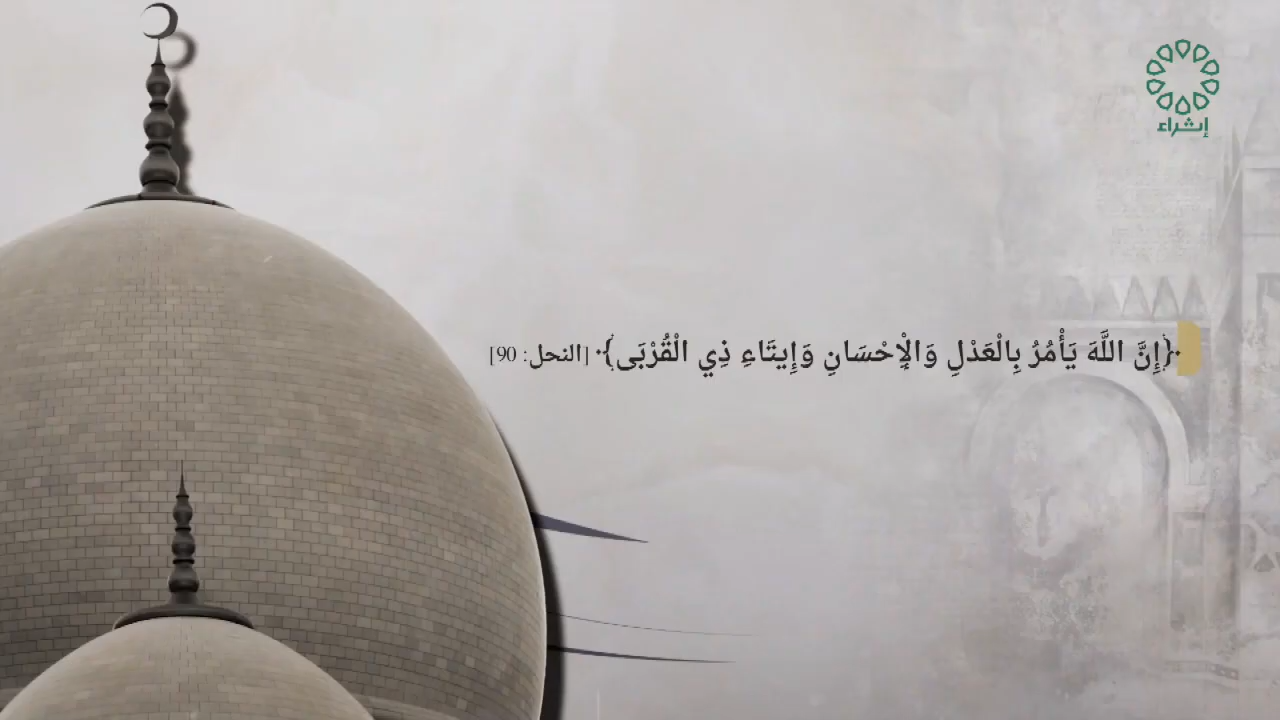 إثراء
﴿إِنَّ اللَّهَ يَأْمُرُ بِالْعَدْلِ وَالْإِحْسَانِ وَإِيتَاءِ ذِي الْقُرْبَى﴾ [النحل: 90]